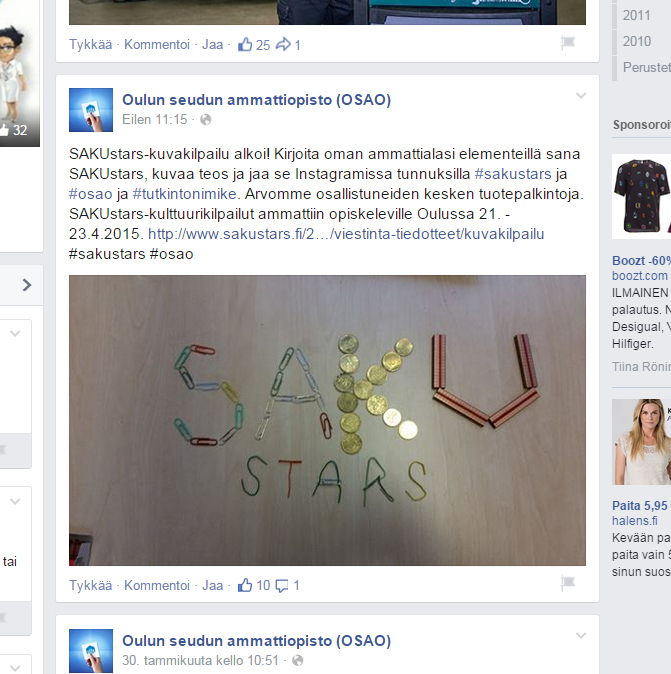 Tykkää · Kommentoi · Jaa · 25 1
32
Oulun seudun ammattiopisto (OSAO)
Eilen 11:15 ·
SAKUstars-kuvakilpailu alkoi! Kirjoita oman ammattialasi elementeillä sana
SAKUstars, kuvaa teos ja jaa se Instagramissa tunnuksilla #sakustars ja
#osao ja #tutkintonimike. Arvomme osallistuneiden kesken tuotepalkintoja.
SAKUstars-kulttuurikilpailut ammattiin opiskeleville Oulussa 21. -
23.4.2015. http://www.sakustars.fi/2…/viestinta-tiedotteet/kuvakilpailu
#sakustars #osao
SAKU
STARS
Tykkää · Kommentoi · Jaa · 10 1
Oulun seudun ammattiopisto (OSAO)
30. tammikuuta kello 10:51 ·
tai
2011
2010
Perustet
Sponsoroi
Boozt -60%
boozt.com
ILMAINEN
palautus. N
Desigual, V
Hilfiger.
Tiina Rönin
Paita 5,95
halens.fi
Kevään pa
paita vain 5
sinun suos